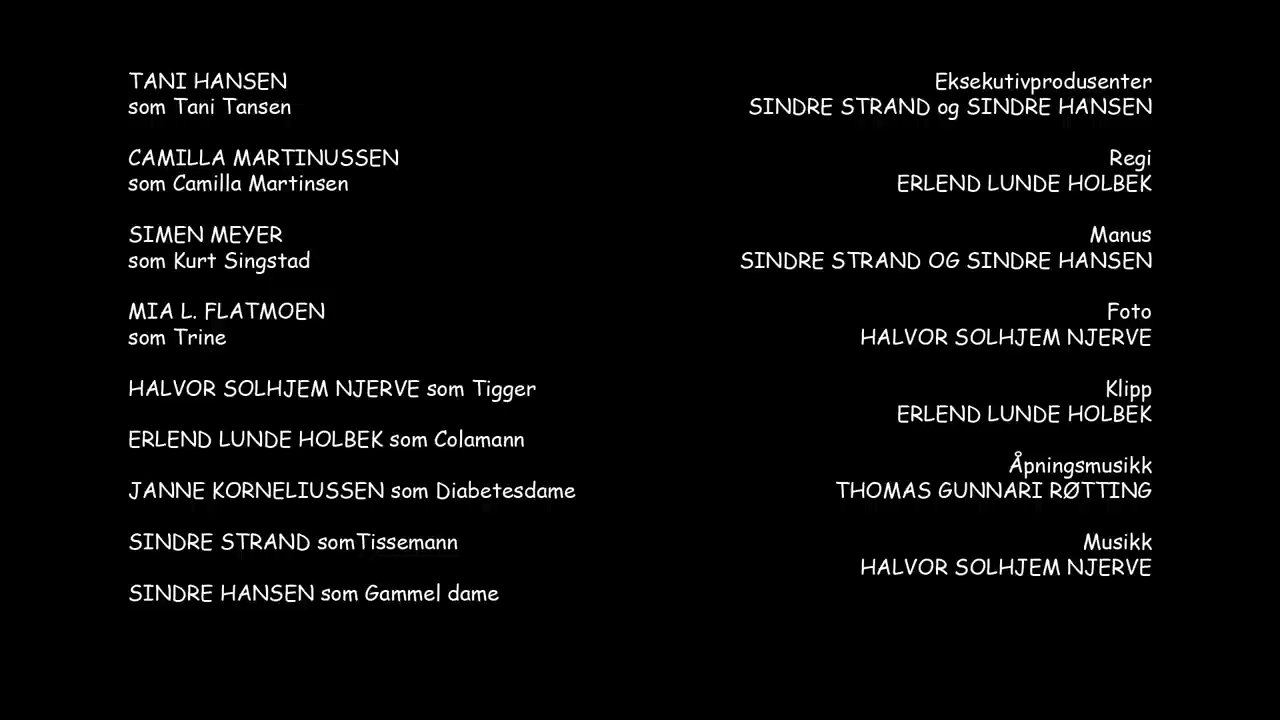 TANI HANSEN
som Tani Tansen
CAMILLA MARTINUSSEN
som Camilla Martinsen
SIMEN MEYER
som Kurt Singstad
MIA L. FLATMOEN
som Trine
HALVOR SOLHJEM NJERVE som Tigger
ERLEND LUNDE HOLBEK som Colamann
JANNE KORNELIUSSEN som Diabetesdame
SINDRE STRAND somTissemann
SINDRE HANSEN som Gammel dame
Eksekutivprodusenter
SINDRE STRAND og SINDRE HANSEN
Regi
ERLEND LUNDE HOLBEK
Manus
SINDRE STRAND OG SINDRE HANSEN
Foto
HALVOR SOLHJEM NJERVE
Klipp
ERLEND LUNDE HOLBEK
Åpningsmusikk
THOMAS GUNNARI RØTTING
Musikk
HALVOR SOLHJEM NJERVE